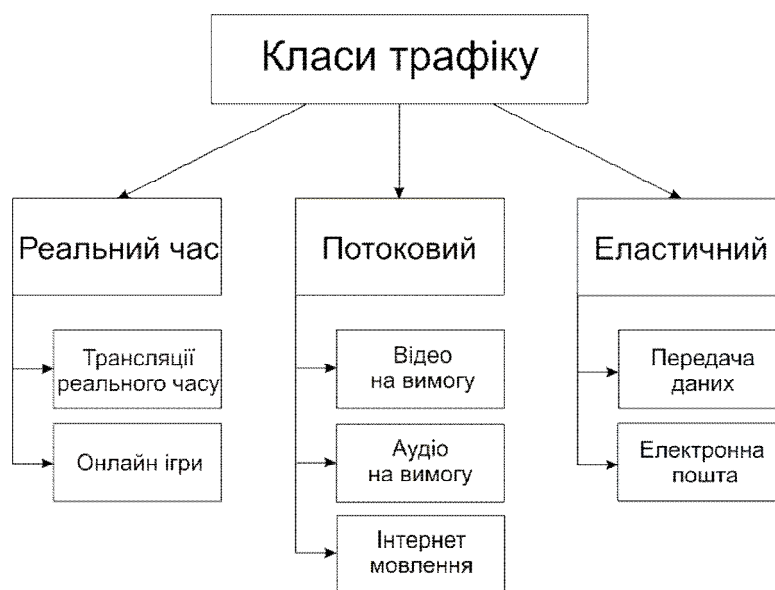 Класи трафіку
Реальний час
Трансляції
реального часу
Онлайн ігри
Потоковий
Відео
на вимогу
Аудіо
на вимогу
Інтернет
мовлення
Еластичний
Передача
даних
Електронна
пошта